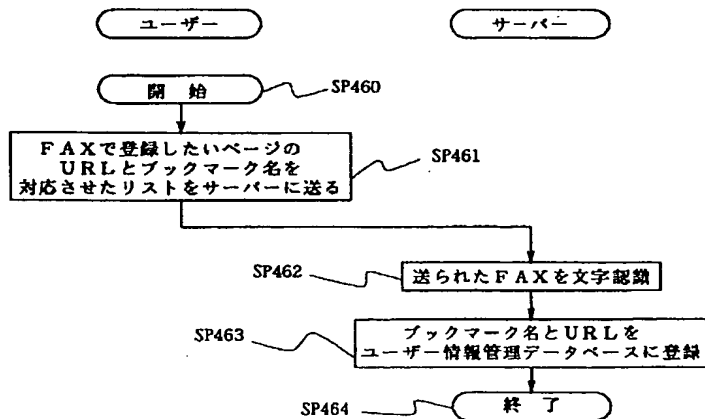 ユーザー
サーバー
開 始
SP460
FAXで登録したいページの
URLとブックマーク名を
対応させたリストをサーバーに送る
SP461
SP462
送られたFAXを文字認識
SP463
ブックマーク名とURLを
ユーザー情報管理データベースに登録
SP464
終 了